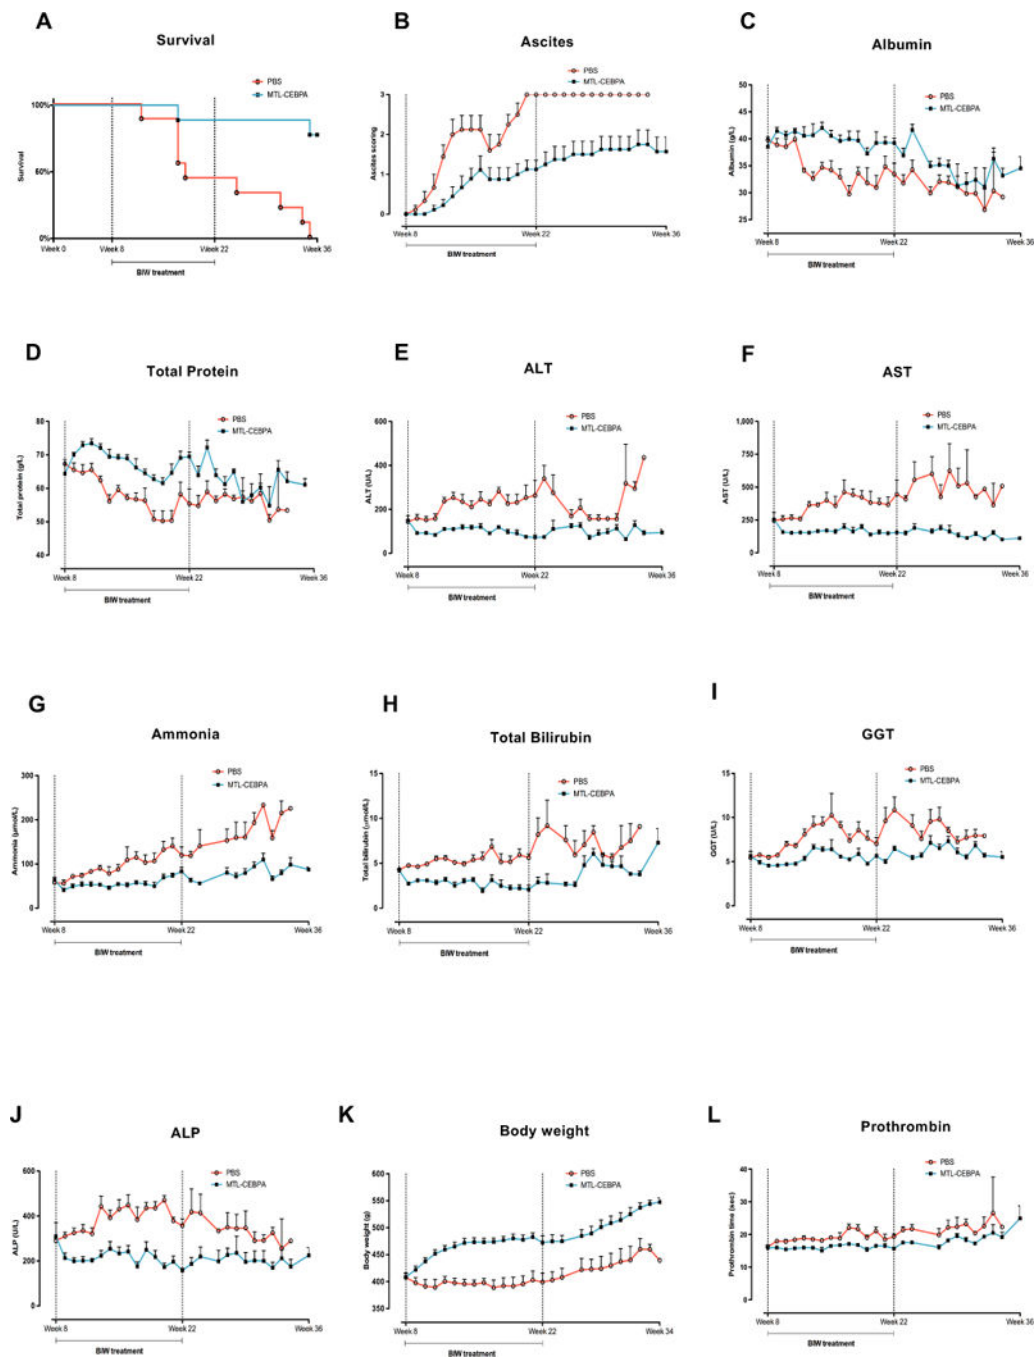 A
Survival
PBS
MTL-CEBPA
100%
50%
0%
Survival
Week 0
Week 8
Week 22
Week 36
BIW treatment
B
Ascites
PBS
MTL-CEBPA
3
2
1
0
Ascites scoring
Week 8
Week 22
Week 36
BIW treatment
C
Albumin
PBS
MTL-CEBPA
50
45
40
35
30
25
Albumin (g/L)
Week 8
Week 22
Week 36
BIW treatment
D
Total Protein
PBS
MTL-CEBPA
80
70
60
50
40
Total protein (g/L)
Week 8
Week 22
Week 36
BIW treatment
E
ALT
PBS
MTL-CEBPA
600
400
200
0
ALT (U/L)
Week 8
Week 22
Week 36
BIW treatment
F
AST
PBS
MTL-CEBPA
1,000
750
500
250
0
AST (U/L)
Week 8
Week 22
Week 36
BIW treatment
G
Ammonia
PBS
MTL-CEBPA
300
200
100
0
Ammonia (µmol/L)
Week 8
Week 22
Week 36
BIW treatment
H
Total Bilirubin
PBS
MTL-CEBPA
15
10
5
0
Total bilirubin (µmol/L)
Week 8
Week 22
Week 36
BIW treatment
I
GGT
PBS
MTL-CEBPA
15
10
5
0
GGT (U/L)
Week 8
Week 22
Week 36
BIW treatment
J
ALP
PBS
MTL-CEBPA
600
400
200
0
ALP (U/L)
Week 8
Week 22
Week 36
BIW treatment
K
Body weight
PBS
MTL-CEBPA
600
550
500
450
400
350
Body weight (g)
Week 8
Week 22
Week 34
BIW treatment
L
Prothrombin
PBS
MTL-CEBPA
40
30
20
10
0
Prothrombin time (sec)
Week 8
Week 22
Week 36
BIW treatment